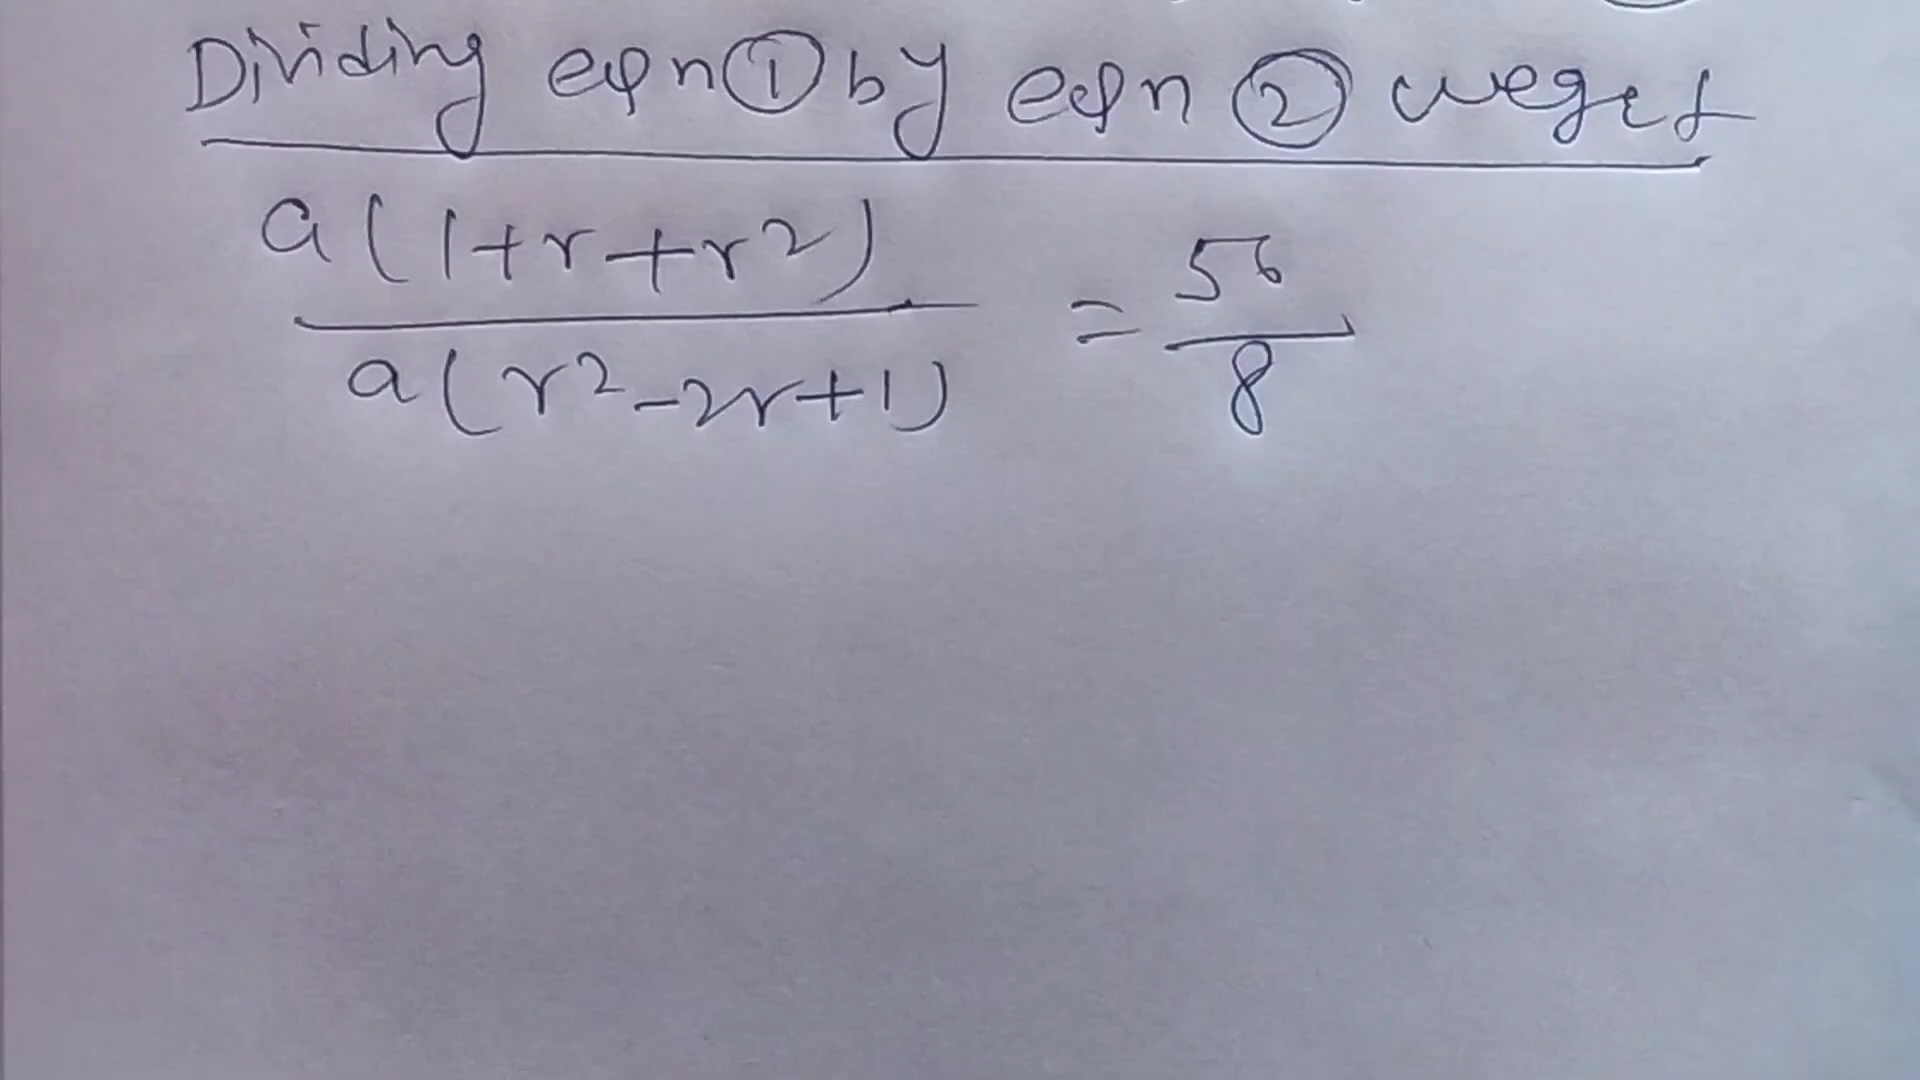 Dividing eqn ① by eqn ② we get
a(1+r+r²)
/ a(r²-2r+1) = 56/8